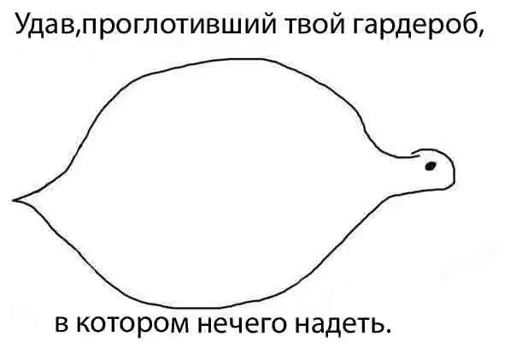 Удав,проглотивший твой гардероб,
в котором нечего надеть.